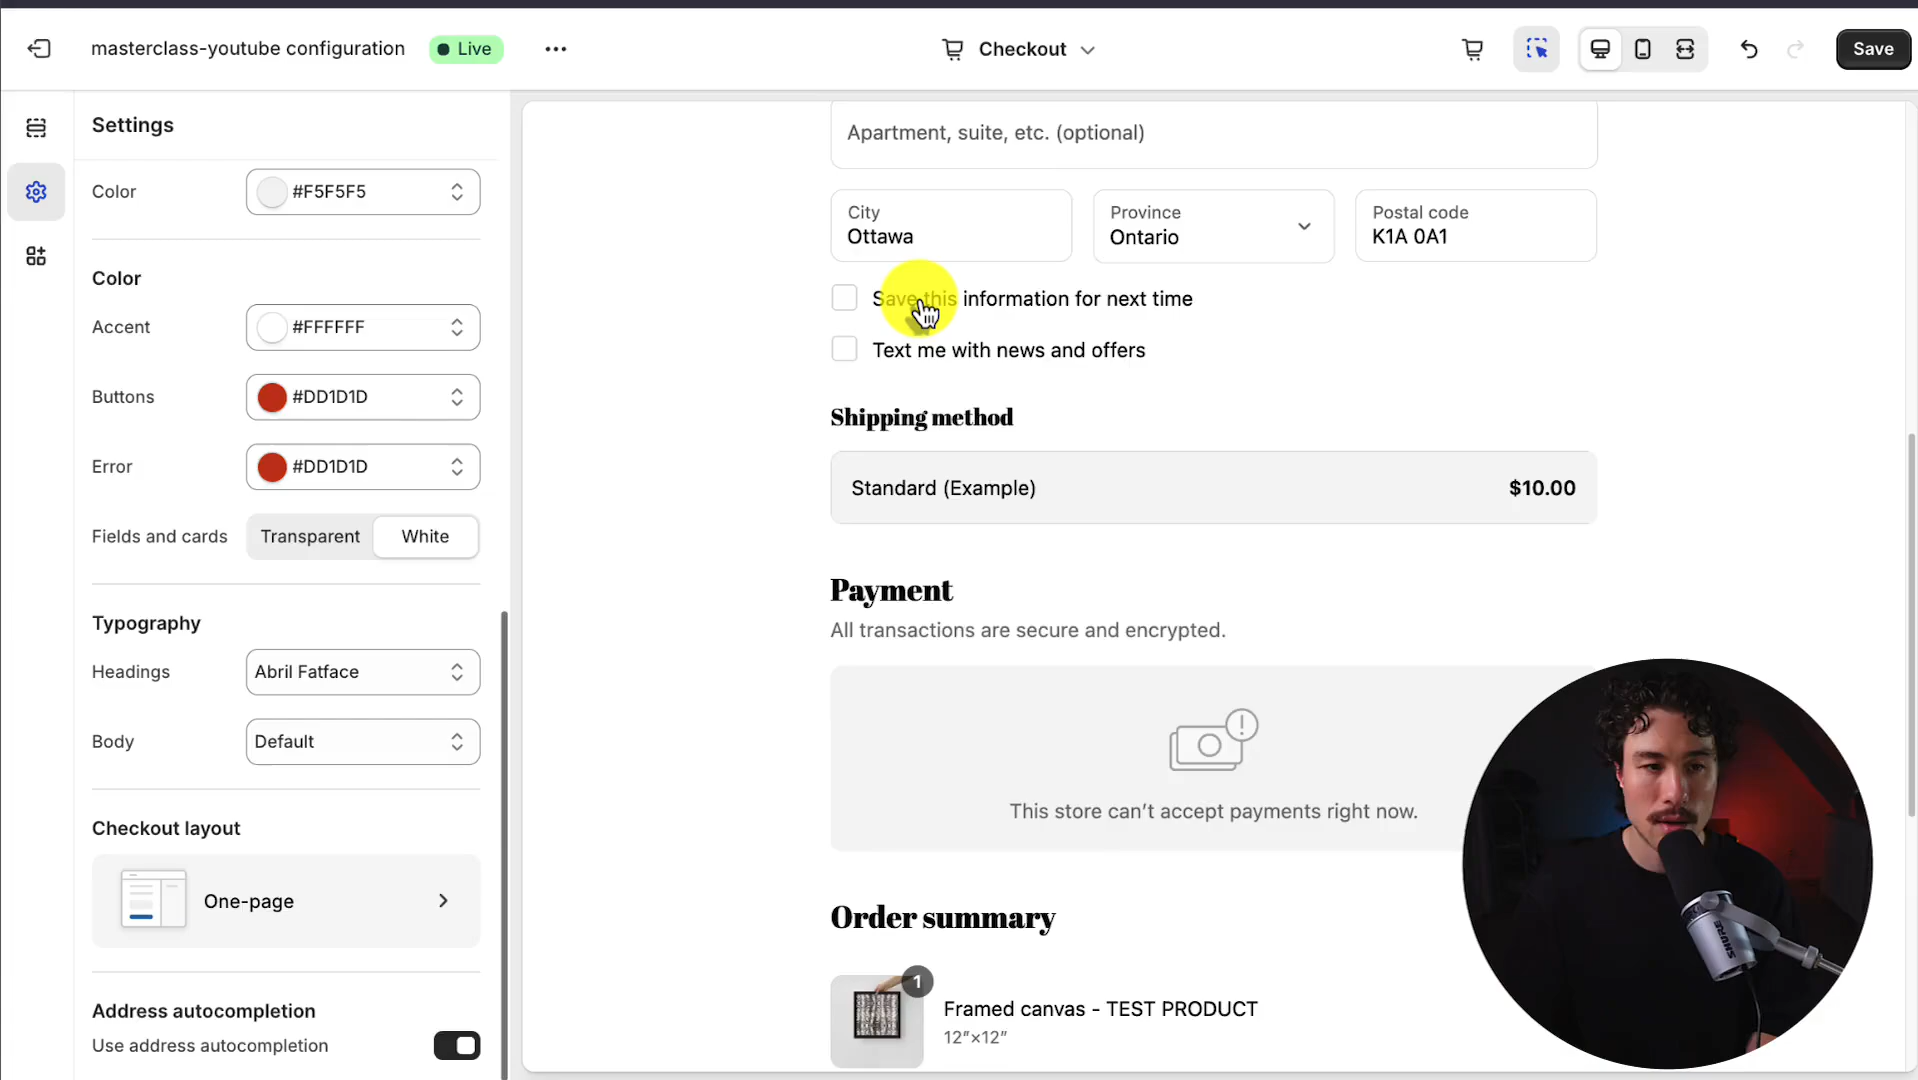 masterclass-youtube configuration
Live
Checkout
Save
Settings
Color
#F5F5F5
Color
Accent
#FFFFFF
Buttons
#DD1D1D
Error
#DD1D1D
Fields and cards
Transparent
White
Typography
Headings
Abril Fatface
Body
Default
Checkout layout
One-page
Address autocompletion
Use address autocompletion
Apartment, suite, etc. (optional)
City
Ottawa
Province
Ontario
Postal code
K1A 0A1
Save this information for next time
Text me with news and offers
Shipping method
Standard (Example)
$10.00
Payment
All transactions are secure and encrypted.
This store can't accept payments right now.
Order summary
1
Framed canvas - TEST PRODUCT
12″×12″
SHURE